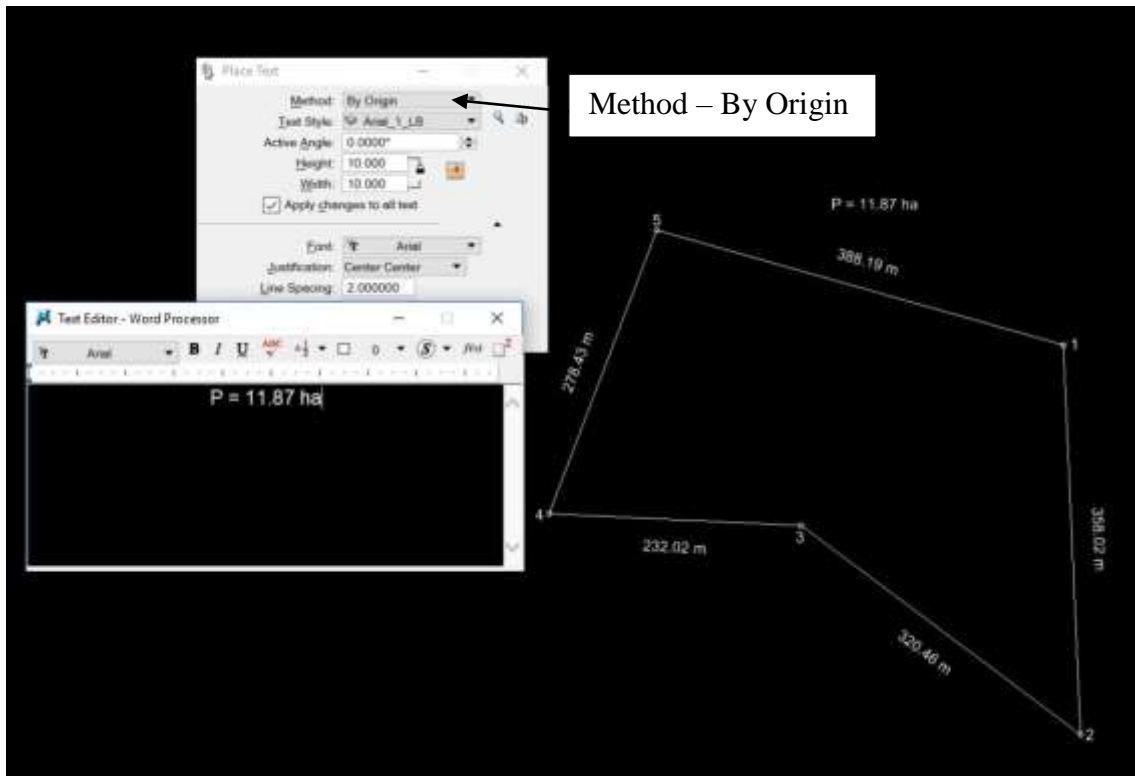 Place Text
Method: By Origin
Text Style: Arial_1_LB
Active Angle: 0.0000°
Height: 10.000
Width: 10.000
Apply changes to all text
Font: Arial
Justification: Center Center
Line Spacing: 2.000000
Text Editor - Word Processor
Arial B I U ABC 0 S f(x)
P = 11.87 ha
Method – By Origin
P = 11.87 ha
5
388.19 m
1
278.43 m
358.02 m
4
3
232.02 m
320.46 m
2